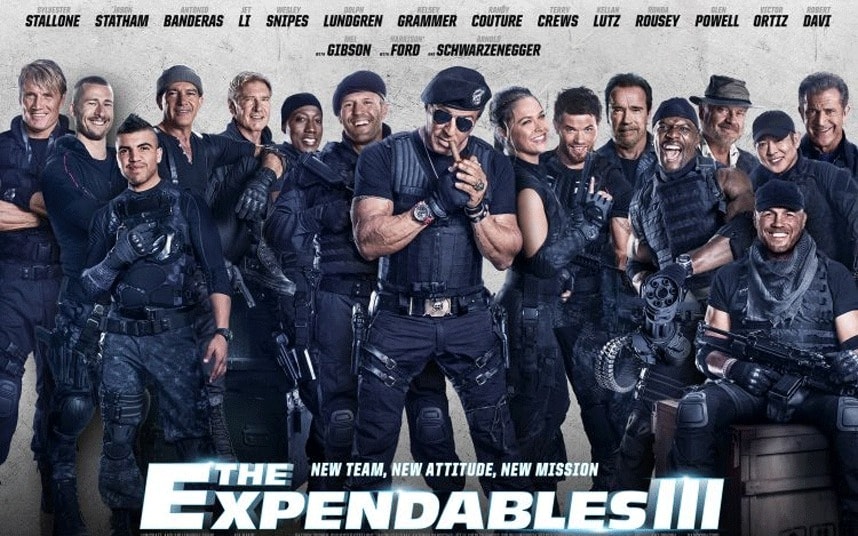 SYLVESTER STALLONE JASON STATHAM ANTONIO BANDERAS JET LI WESLEY SNIPES DOLPH LUNDGREN KELSEY GRAMMER RANDY COUTURE TERRY CREWS KELLAN LUTZ RONDA ROUSEY GLEN POWELL VICTOR ORTIZ ROBERT DAVI
WITH MEL GIBSON WITH HARRISON FORD AND ARNOLD SCHWARZENEGGER
NEW TEAM, NEW ATTITUDE, NEW MISSION
THE
EXPENDABLES III